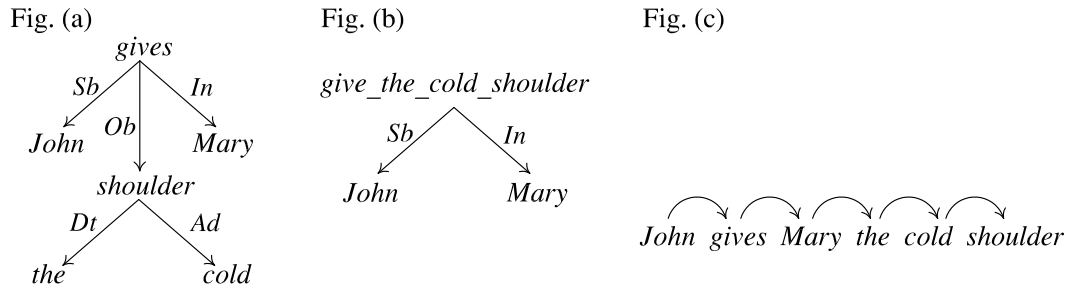 Fig. (a)
gives
Sb In
Ob
John Mary
shoulder
Dt Ad
the cold
Fig. (b)
give_the_cold_shoulder
Sb In
John Mary
Fig. (c)
John gives Mary the cold shoulder